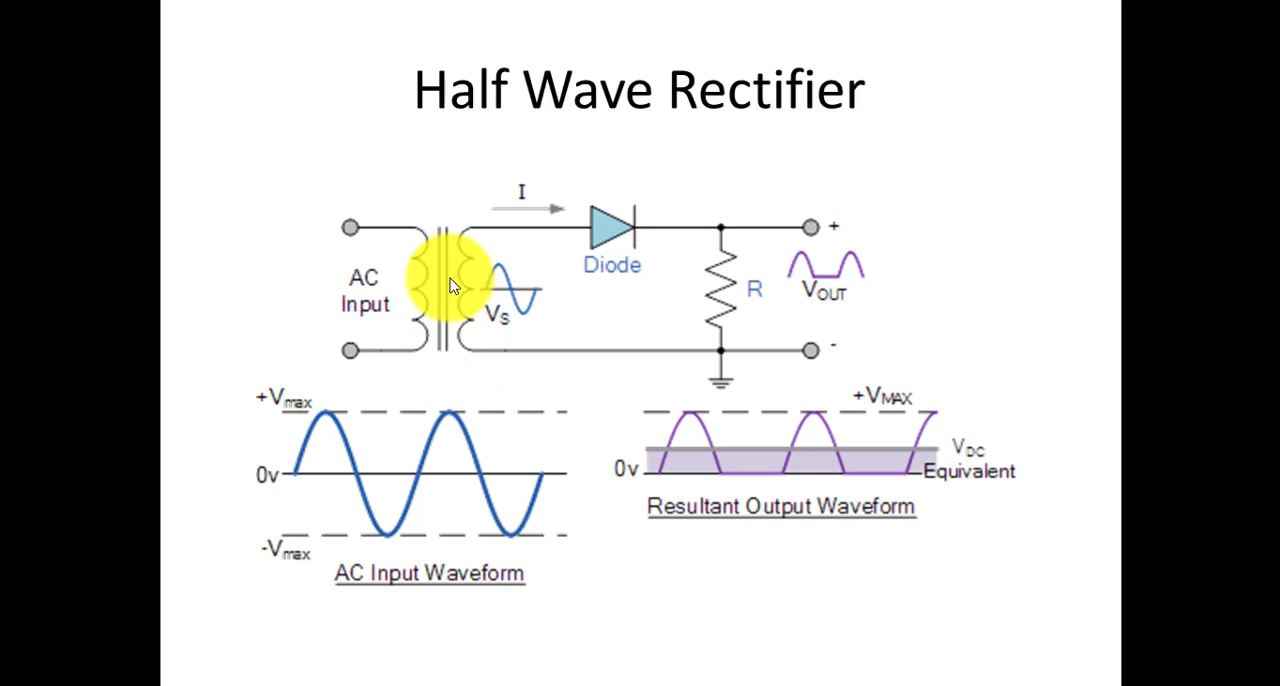 Half Wave Rectifier
I
+
AC
Input
Diode
R
VOUT
VS
-
+Vmax
0v
-Vmax
AC Input Waveform
+VMAX
VDC
0v
Equivalent
Resultant Output Waveform